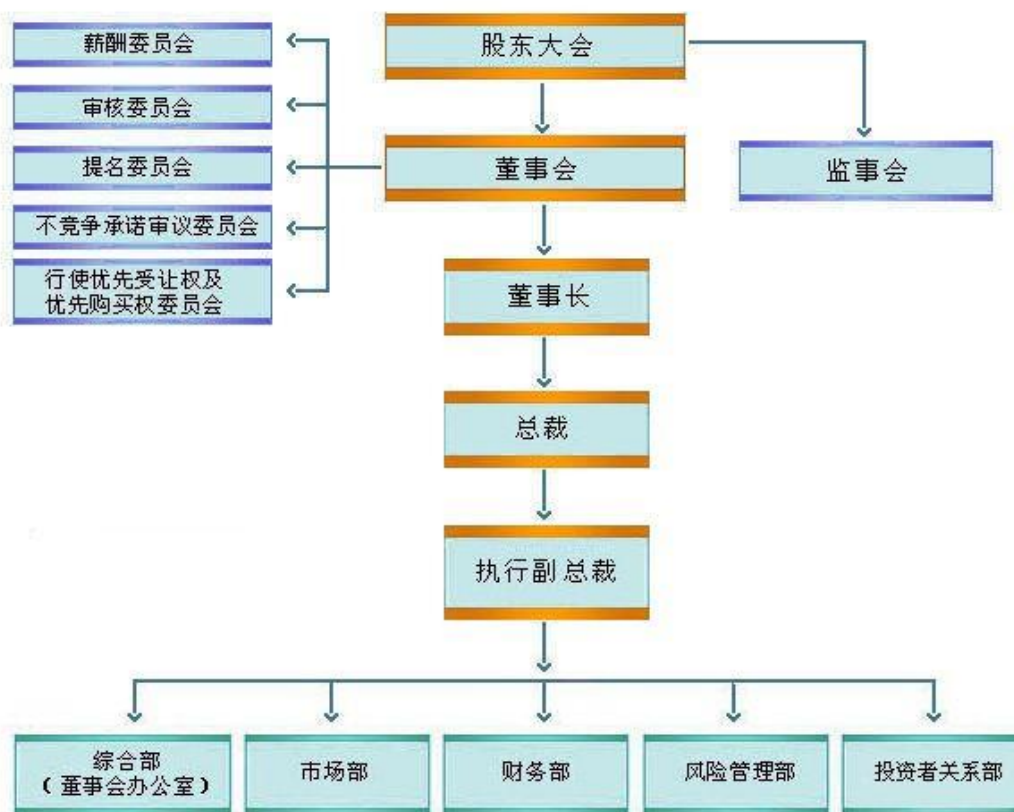 薪酬委员会
股东大会
审核委员会
提名委员会
董事会
监事会
不竞争承诺审议委员会
行使优先受让权及
优先购买权委员会
董事长
总裁
执行副总裁
综合部
（董事会办公室）
市场部
财务部
风险管理部
投资者关系部